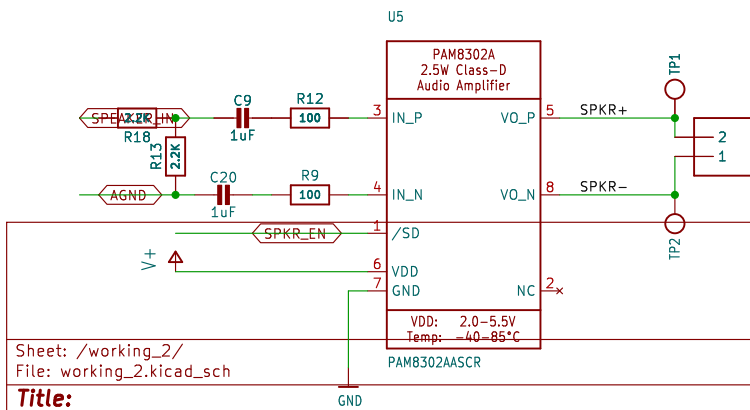 U5
PAM8302A
2.5W Class-D
Audio Amplifier
TP1
C9
1uF
R12
100
3
IN_P
VO_P
5
SPKR+
SPEAKER_IN
2.2K
R18
R13
2.2K
2
1
C20
1uF
R9
100
4
IN_N
VO_N
8
SPKR-
AGND
SPKR_EN
1
/SD
TP2
V+
6
VDD
7
GND
NC
2
VDD: 2.0-5.5V
Temp: -40-85°C
PAM8302AASCR
Sheet: /working_2/
File: working_2.kicad_sch
Title:
GND